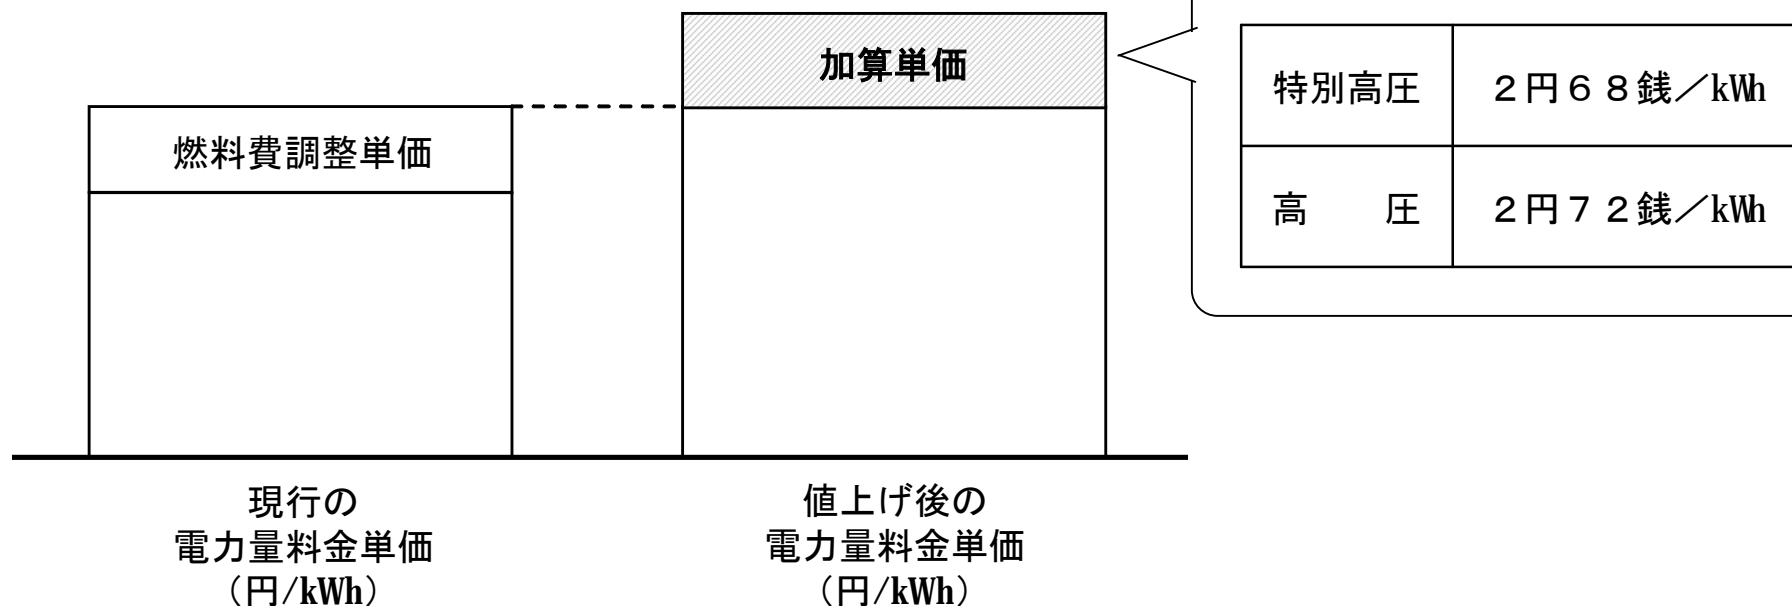 加算単価
特別高圧 2円68銭／kWh
燃料費調整単価
高　　圧 2円72銭／kWh
現行の
電力量料金単価
（円/kWh）
値上げ後の
電力量料金単価
（円/kWh）